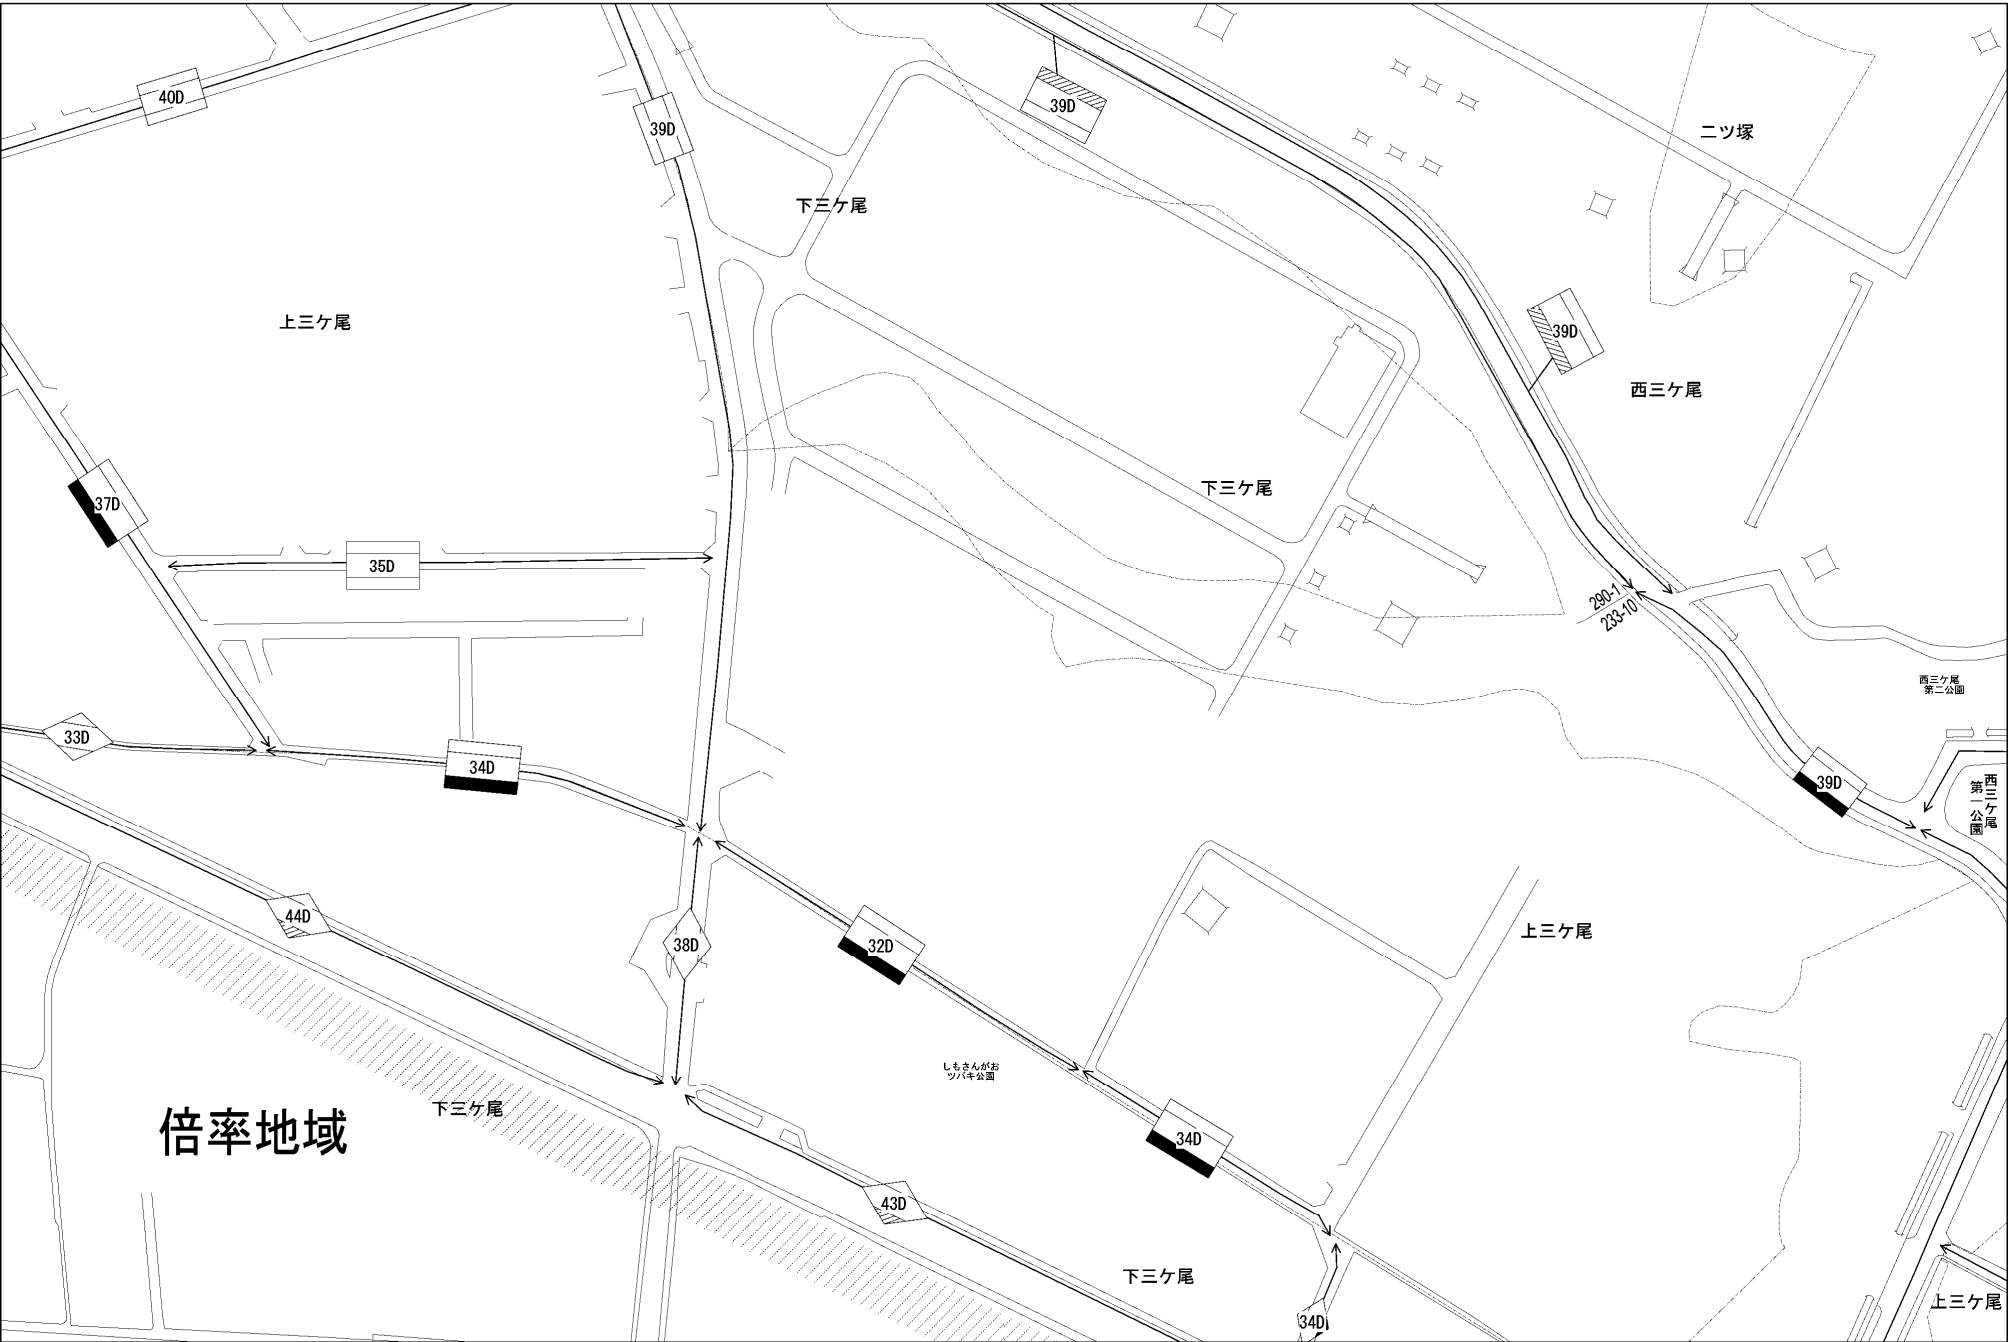 40D
39D
39D
二ツ塚
下三ケ尾
上三ケ尾
39D
西三ケ尾
下三ケ尾
37D
35D
290-1
233-10
西三ケ尾
第二公園
33D
34D
39D
西三ケ尾
第一公園
44D
38D
32D
上三ケ尾
しもさんがお
ツバキ公園
倍率地域
下三ケ尾
34D
43D
下三ケ尾
34D
上三ケ尾